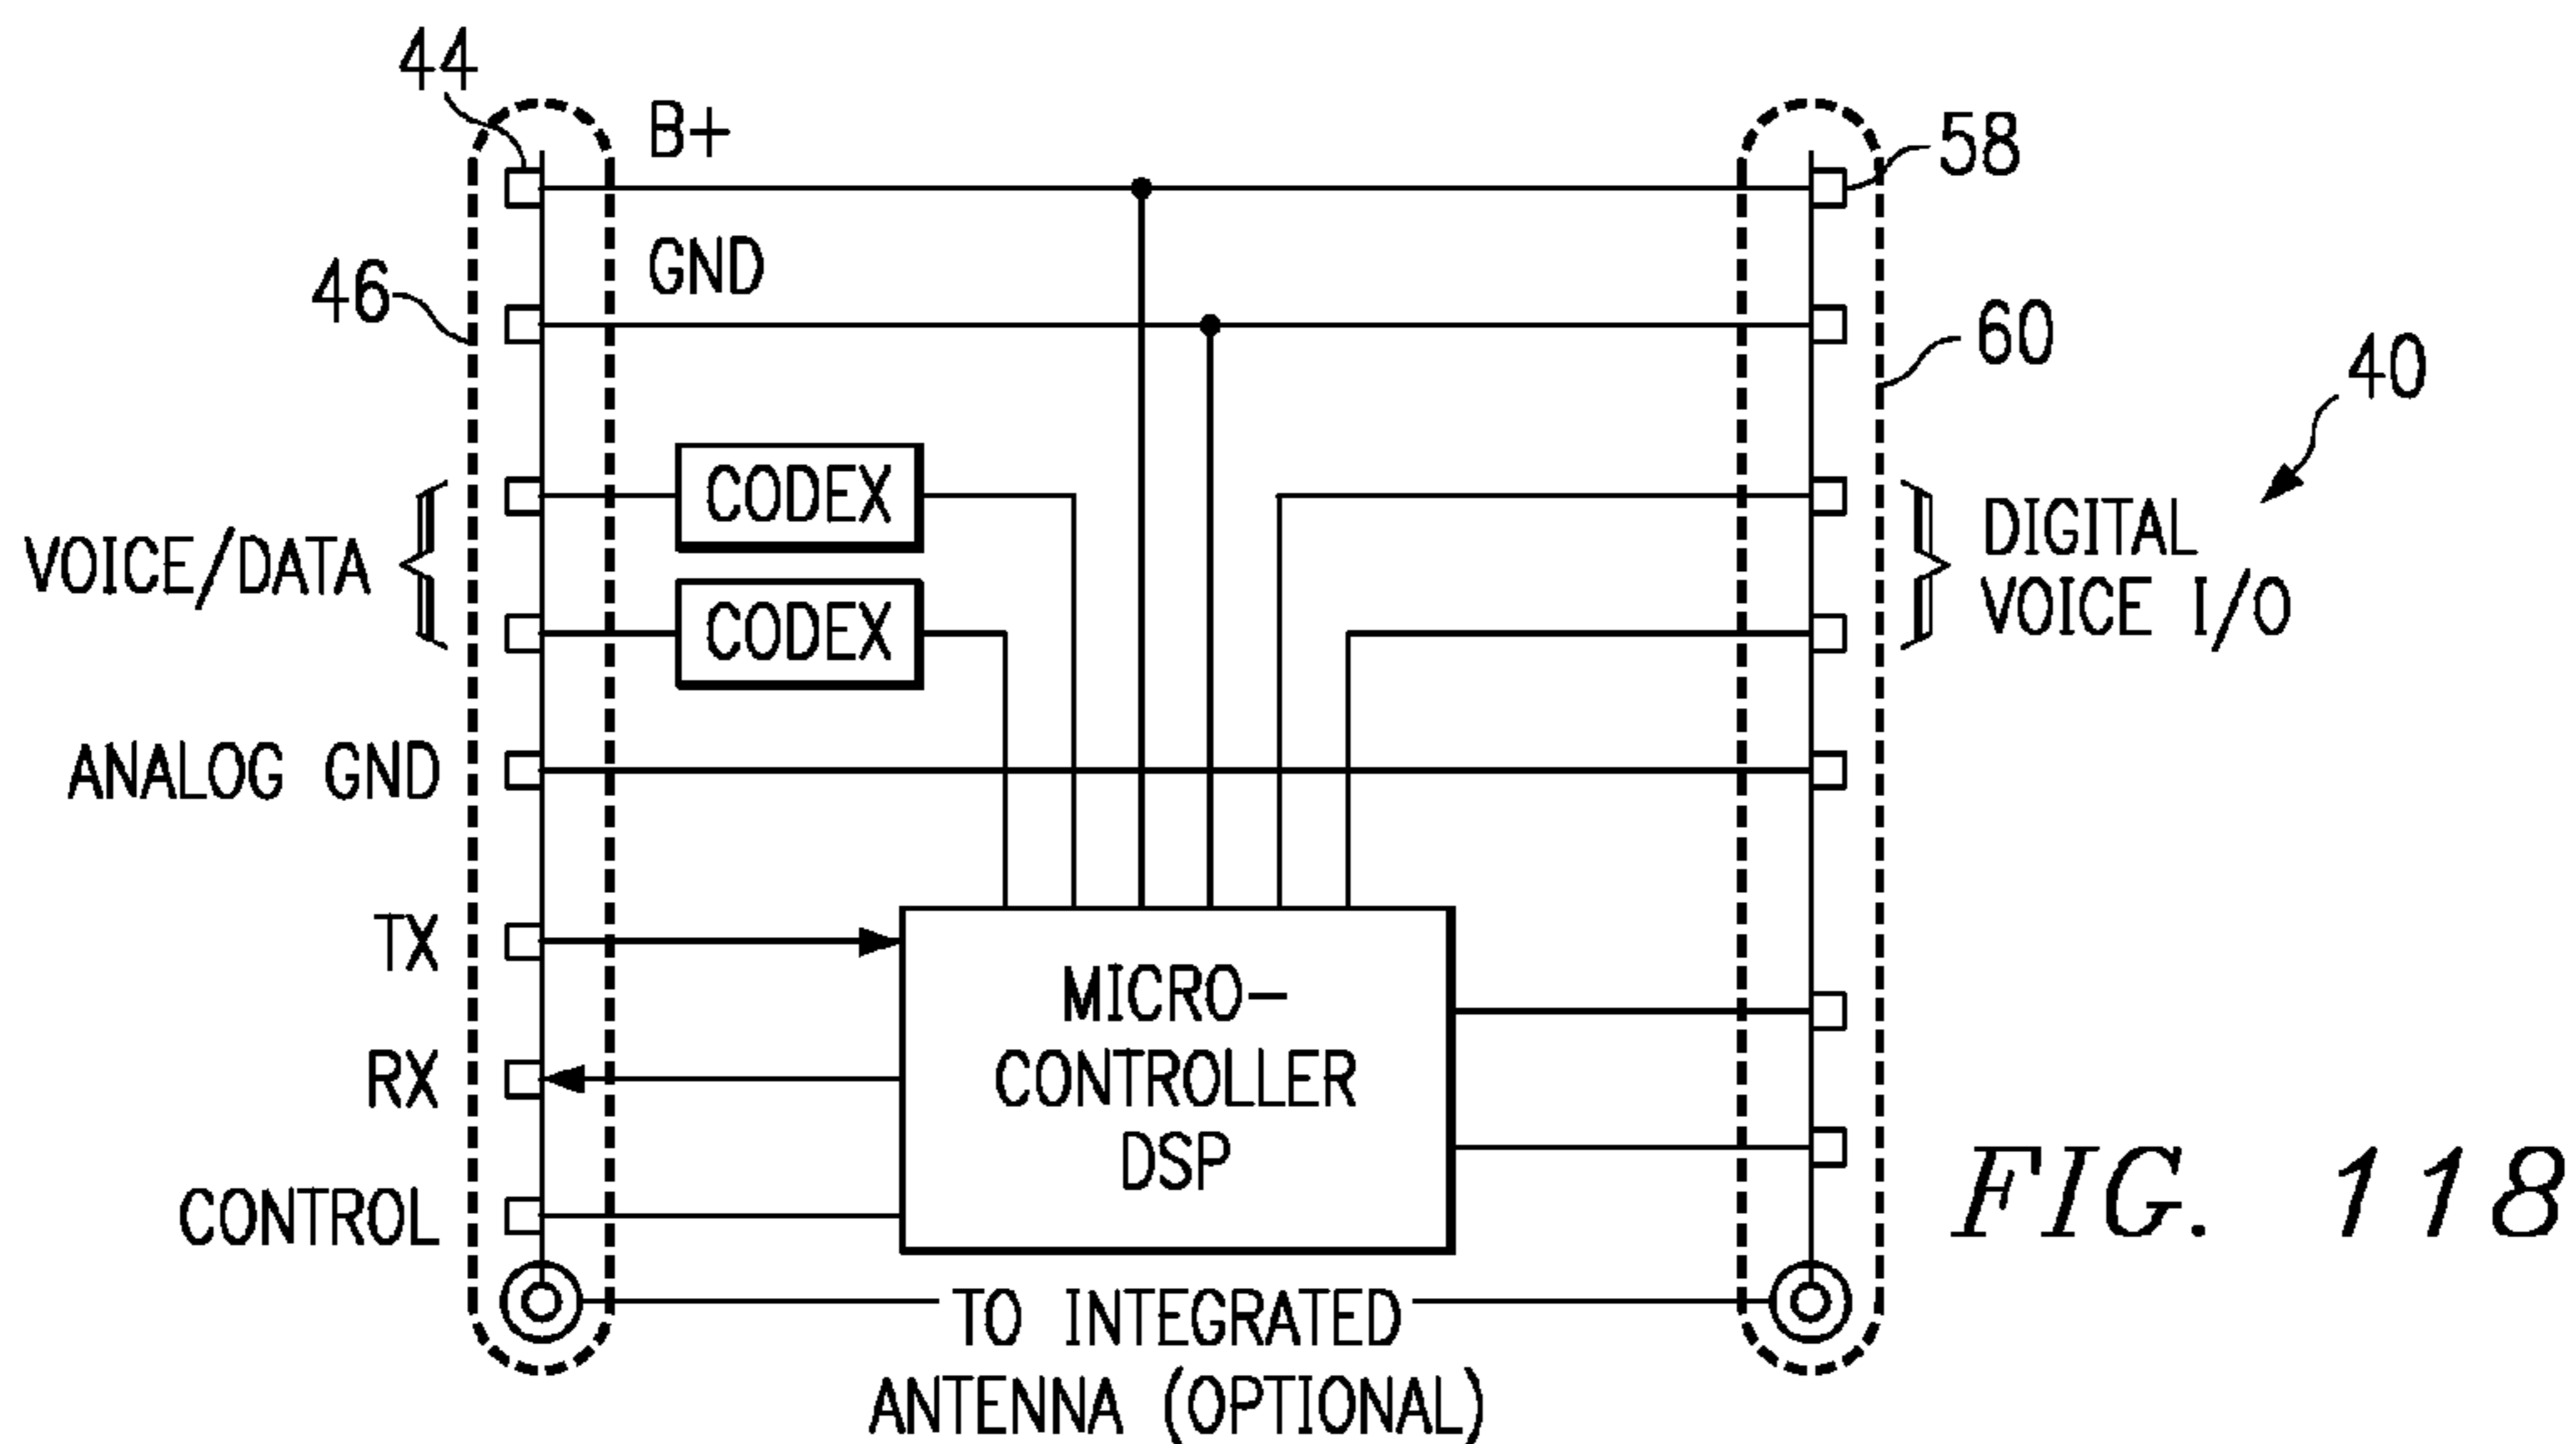 44
B+
58
GND
46
60
40
CODEX
VOICE/DATA
DIGITAL
VOICE I/O
CODEX
ANALOG GND
TX
MICRO-
CONTROLLER
DSP
RX
CONTROL
FIG. 118
TO INTEGRATED
ANTENNA (OPTIONAL)